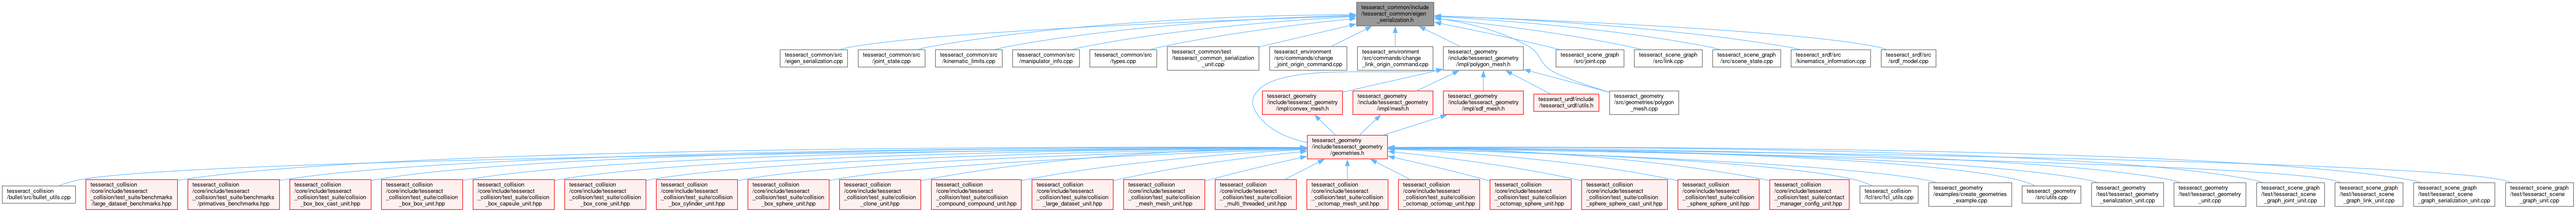 tesseract_common/include
/tesseract_common/eigen
_serialization.h
tesseract_common/src
/eigen_serialization.cpp
tesseract_common/src
/joint_state.cpp
tesseract_common/src
/kinematic_limits.cpp
tesseract_common/src
/manipulator_info.cpp
tesseract_common/src
/types.cpp
tesseract_common/test
/tesseract_common_serialization
_unit.cpp
tesseract_environment
/src/commands/change
_joint_origin_command.cpp
tesseract_environment
/src/commands/change
_link_origin_command.cpp
tesseract_geometry
/include/tesseract_geometry
/impl/polygon_mesh.h
tesseract_scene_graph
/src/joint.cpp
tesseract_scene_graph
/src/link.cpp
tesseract_scene_graph
/src/scene_state.cpp
tesseract_srdf/src
/kinematics_information.cpp
tesseract_srdf/src
/srdf_model.cpp
tesseract_geometry
/include/tesseract_geometry
/impl/convex_mesh.h
tesseract_geometry
/include/tesseract_geometry
/impl/mesh.h
tesseract_geometry
/include/tesseract_geometry
/impl/sdf_mesh.h
tesseract_urdf/include
/tesseract_urdf/utils.h
tesseract_geometry
/src/geometries/polygon
_mesh.cpp
tesseract_geometry
/include/tesseract_geometry
/geometries.h
tesseract_collision
/bullet/src/bullet_utils.cpp
tesseract_collision
/core/include/tesseract
_collision/test_suite/benchmarks
/large_dataset_benchmarks.hpp
tesseract_collision
/core/include/tesseract
_collision/test_suite/benchmarks
/primatives_benchmarks.hpp
tesseract_collision
/core/include/tesseract
_collision/test_suite/collision
_box_box_cast_unit.hpp
tesseract_collision
/core/include/tesseract
_collision/test_suite/collision
_box_box_unit.hpp
tesseract_collision
/core/include/tesseract
_collision/test_suite/collision
_box_capsule_unit.hpp
tesseract_collision
/core/include/tesseract
_collision/test_suite/collision
_box_cone_unit.hpp
tesseract_collision
/core/include/tesseract
_collision/test_suite/collision
_box_cylinder_unit.hpp
tesseract_collision
/core/include/tesseract
_collision/test_suite/collision
_box_sphere_unit.hpp
tesseract_collision
/core/include/tesseract
_collision/test_suite/collision
_clone_unit.hpp
tesseract_collision
/core/include/tesseract
_collision/test_suite/collision
_compound_compound_unit.hpp
tesseract_collision
/core/include/tesseract
_collision/test_suite/collision
_large_dataset_unit.hpp
tesseract_collision
/core/include/tesseract
_collision/test_suite/collision
_mesh_mesh_unit.hpp
tesseract_collision
/core/include/tesseract
_collision/test_suite/collision
_multi_threaded_unit.hpp
tesseract_collision
/core/include/tesseract
_collision/test_suite/collision
_octomap_mesh_unit.hpp
tesseract_collision
/core/include/tesseract
_collision/test_suite/collision
_octomap_octomap_unit.hpp
tesseract_collision
/core/include/tesseract
_collision/test_suite/collision
_octomap_sphere_unit.hpp
tesseract_collision
/core/include/tesseract
_collision/test_suite/collision
_sphere_sphere_cast_unit.hpp
tesseract_collision
/core/include/tesseract
_collision/test_suite/collision
_sphere_sphere_unit.hpp
tesseract_collision
/core/include/tesseract
_collision/test_suite/contact
_manager_config_unit.hpp
tesseract_collision
/fcl/src/fcl_utils.cpp
tesseract_geometry
/examples/create_geometries
_example.cpp
tesseract_geometry
/src/utils.cpp
tesseract_geometry
/test/tesseract_geometry
_serialization_unit.cpp
tesseract_geometry
/test/tesseract_geometry
_unit.cpp
tesseract_scene_graph
/test/tesseract_scene
_graph_joint_unit.cpp
tesseract_scene_graph
/test/tesseract_scene
_graph_link_unit.cpp
tesseract_scene_graph
/test/tesseract_scene
_graph_serialization_unit.cpp
tesseract_scene_graph
/test/tesseract_scene
_graph_unit.cpp